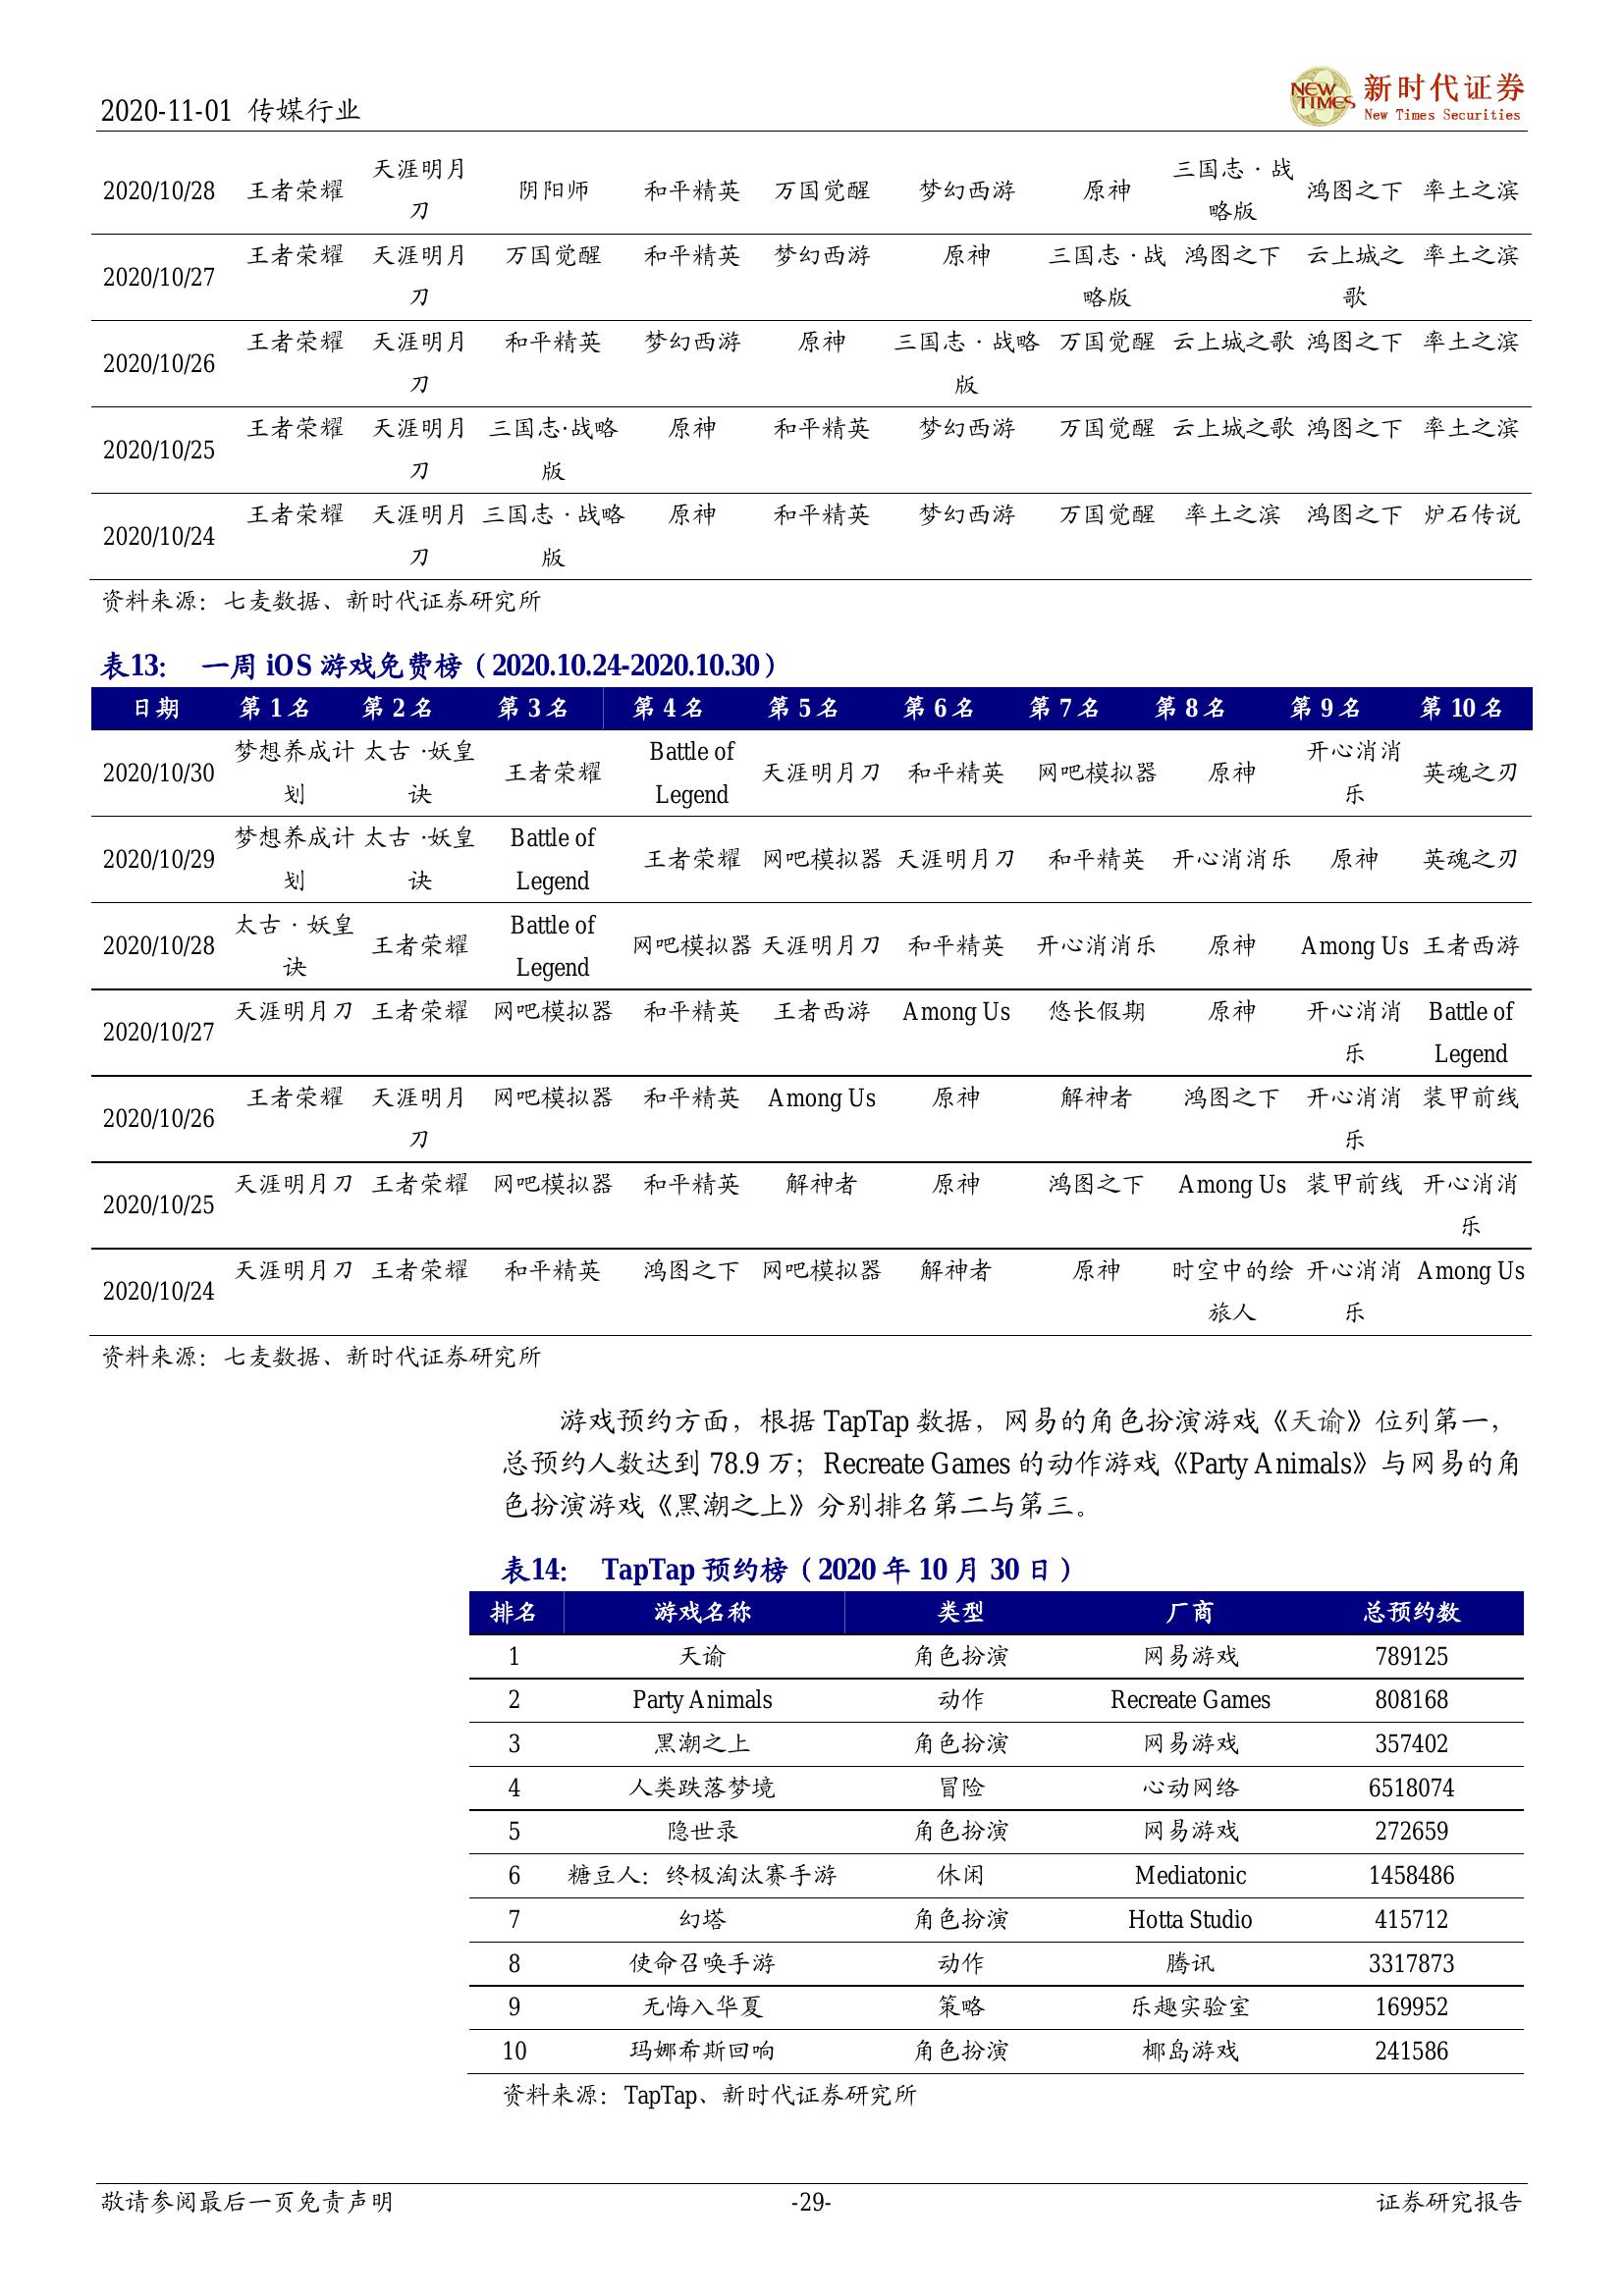 2020-11-01 传媒行业
NEW TIMES 新时代证券
New Times Securities
2020/10/28 王者荣耀 天涯明月刀 阴阳师 和平精英 万国觉醒 梦幻西游 原神 三国志·战略版 鸿图之下 率土之滨
2020/10/27 王者荣耀 天涯明月刀 万国觉醒 和平精英 梦幻西游 原神 三国志·战略版 鸿图之下 云上城之歌 率土之滨
2020/10/26 王者荣耀 天涯明月刀 和平精英 梦幻西游 原神 三国志·战略版 万国觉醒 云上城之歌 鸿图之下 率土之滨
2020/10/25 王者荣耀 天涯明月刀 三国志·战略版 原神 和平精英 梦幻西游 万国觉醒 云上城之歌 鸿图之下 率土之滨
2020/10/24 王者荣耀 天涯明月刀 三国志·战略版 原神 和平精英 梦幻西游 万国觉醒 率土之滨 鸿图之下 炉石传说
资料来源：七麦数据、新时代证券研究所
表13： 一周 iOS 游戏免费榜（2020.10.24-2020.10.30）
日期 第 1 名 第 2 名 第 3 名 第 4 名 第 5 名 第 6 名 第 7 名 第 8 名 第 9 名 第 10 名
2020/10/30 梦想养成计划 太古·妖皇诀 王者荣耀 Battle of Legend 天涯明月刀 和平精英 网吧模拟器 原神 开心消消乐 英魂之刃
2020/10/29 梦想养成计划 太古·妖皇诀 Battle of Legend 王者荣耀 网吧模拟器 天涯明月刀 和平精英 开心消消乐 原神 英魂之刃
2020/10/28 太古·妖皇诀 王者荣耀 Battle of Legend 网吧模拟器 天涯明月刀 和平精英 开心消消乐 原神 Among Us 王者西游
2020/10/27 天涯明月刀 王者荣耀 网吧模拟器 和平精英 王者西游 Among Us 悠长假期 原神 开心消消乐 Battle of Legend
2020/10/26 王者荣耀 天涯明月刀 网吧模拟器 和平精英 Among Us 原神 解神者 鸿图之下 开心消消乐 装甲前线
2020/10/25 天涯明月刀 王者荣耀 网吧模拟器 和平精英 解神者 原神 鸿图之下 Among Us 装甲前线 开心消消乐
2020/10/24 天涯明月刀 王者荣耀 和平精英 鸿图之下 网吧模拟器 解神者 原神 时空中的绘旅人 开心消消乐 Among Us
资料来源：七麦数据、新时代证券研究所
游戏预约方面，根据 TapTap 数据，网易的角色扮演游戏《天谕》位列第一，
总预约人数达到 78.9 万；Recreate Games 的动作游戏《Party Animals》与网易的角
色扮演游戏《黑潮之上》分别排名第二与第三。
表14： TapTap 预约榜（2020 年 10 月 30 日）
排名 游戏名称 类型 厂商 总预约数
1 天谕 角色扮演 网易游戏 789125
2 Party Animals 动作 Recreate Games 808168
3 黑潮之上 角色扮演 网易游戏 357402
4 人类跌落梦境 冒险 心动网络 6518074
5 隐世录 角色扮演 网易游戏 272659
6 糖豆人：终极淘汰赛手游 休闲 Mediatonic 1458486
7 幻塔 角色扮演 Hotta Studio 415712
8 使命召唤手游 动作 腾讯 3317873
9 无悔入华夏 策略 乐趣实验室 169952
10 玛娜希斯回响 角色扮演 椰岛游戏 241586
资料来源：TapTap、新时代证券研究所
敬请参阅最后一页免责声明 -29- 证券研究报告